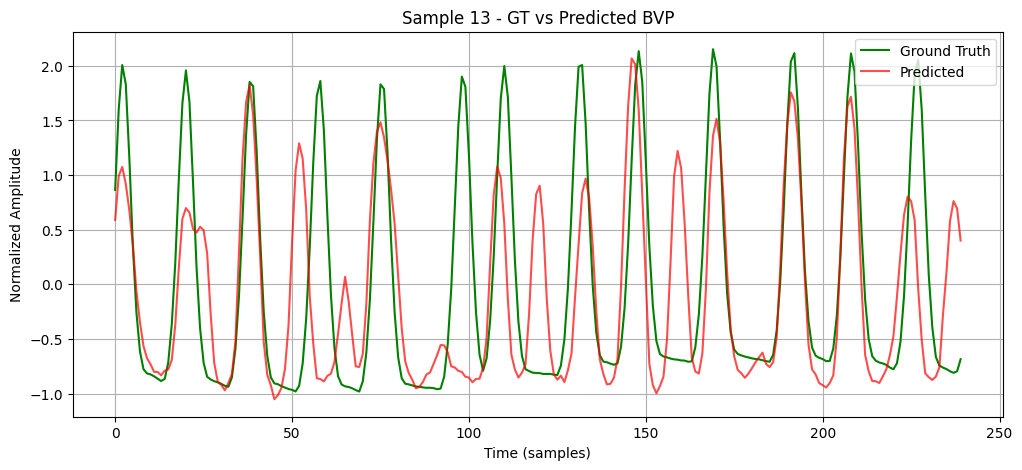 Sample 13 - GT vs Predicted BVP
Ground Truth
Predicted
Normalized Amplitude
2.0
1.5
1.0
0.5
0.0
−0.5
−1.0
0 50 100 150 200 250
Time (samples)